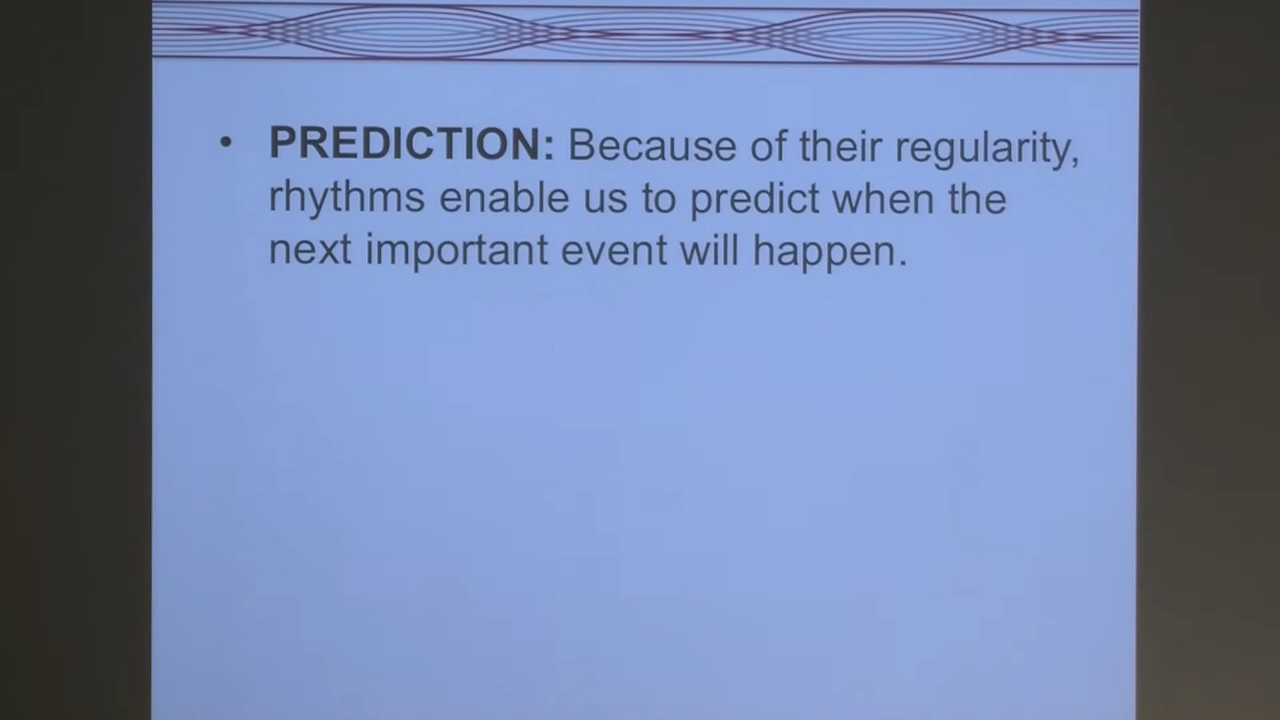 • PREDICTION: Because of their regularity,
rhythms enable us to predict when the
next important event will happen.